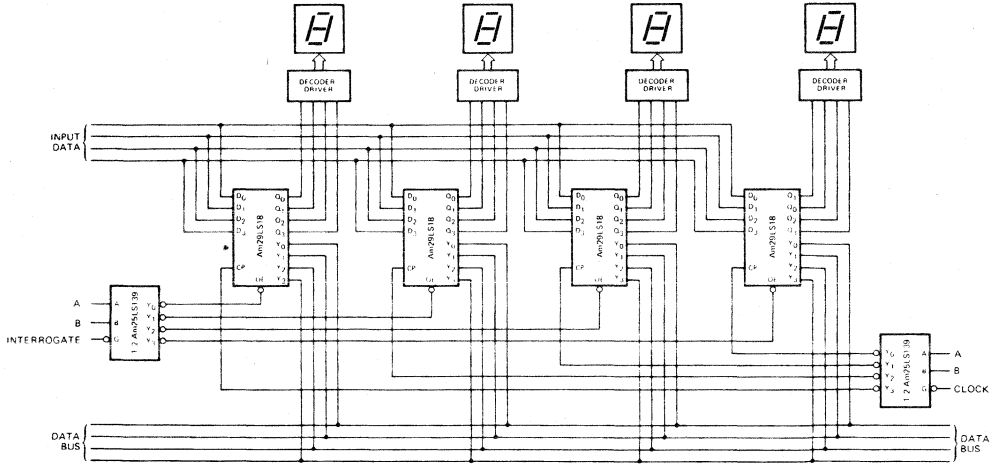 DECODER
DRIVER
DECODER
DRIVER
DECODER
DRIVER
DECODER
DRIVER
INPUT
DATA
D0 Q0
D1 Q1
D2 Q2
D3 Q3
Y0
Y1
CP Y2
OE Y3
Am29LS18
D0 Q0
D1 Q1
D2 Q2
D3 Q3
Y0
Y1
CP Y2
OE Y3
Am29LS18
D0 Q0
D1 Q1
D2 Q2
D3 Q3
Y0
Y1
CP Y2
OE Y3
Am29LS18
D0 Q1
D1 Q0
D2 Q2
D3 Q3
Y0
Y1
CP Y2
OE Y3
Am29LS18
A
B
INTERROGATE
A Y0
B Y1
G Y2
Y3
1/2 Am25LS139
Y0 A
Y1 B
Y2 G
Y3
1/2 Am25LS139
A
B
CLOCK
DATA
BUS
DATA
BUS